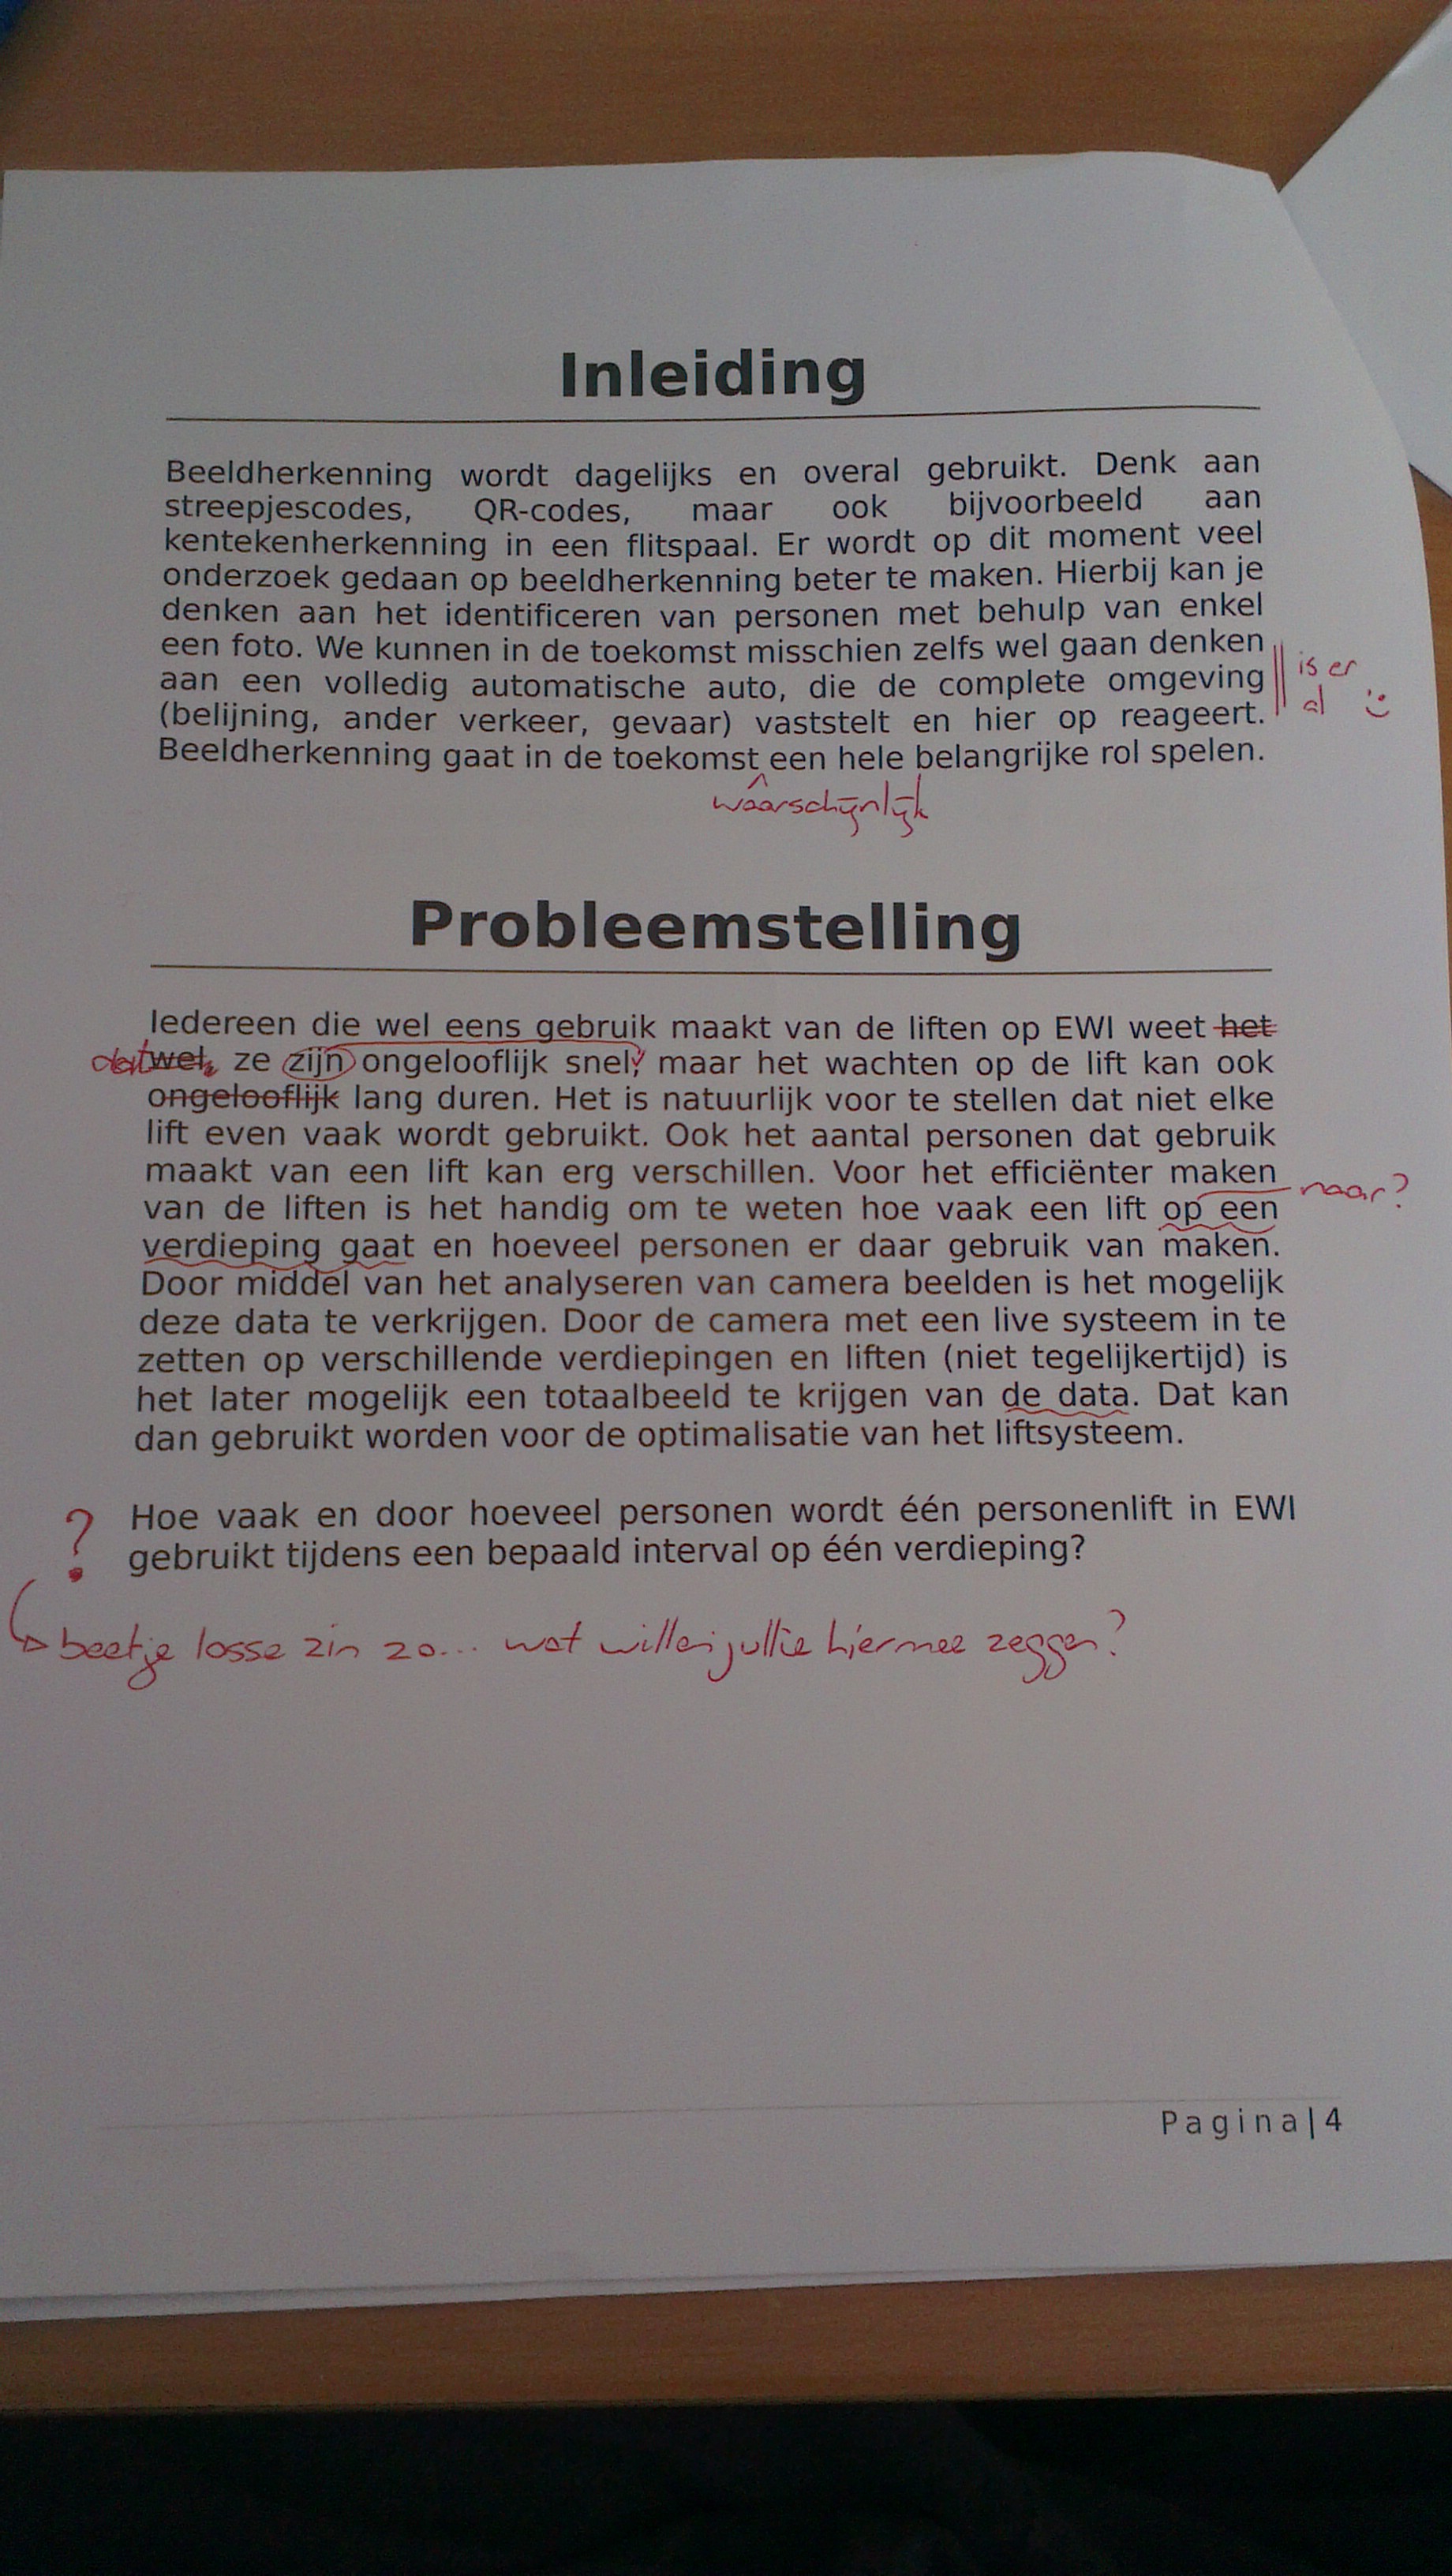 Inleiding
Beeldherkenning wordt dagelijks en overal gebruikt. Denk aan
streepjescodes, QR-codes, maar ook bijvoorbeeld aan
kentekenherkenning in een flitspaal. Er wordt op dit moment veel
onderzoek gedaan op beeldherkenning beter te maken. Hierbij kan je
denken aan het identificeren van personen met behulp van enkel
een foto. We kunnen in de toekomst misschien zelfs wel gaan denken
is er
aan een volledig automatische auto, die de complete omgeving
al :)
(belijning, ander verkeer, gevaar) vaststelt en hier op reageert.
Beeldherkenning gaat in de toekomst een hele belangrijke rol spelen.
waarschijnlijk
Probleemstelling
Iedereen die wel eens gebruik maakt van de liften op EWI weet het
dat wel, ze zijn ongelooflijk snel, maar het wachten op de lift kan ook
ongelooflijk lang duren. Het is natuurlijk voor te stellen dat niet elke
lift even vaak wordt gebruikt. Ook het aantal personen dat gebruik
maakt van een lift kan erg verschillen. Voor het efficiënter maken
naar?
van de liften is het handig om te weten hoe vaak een lift op een
verdieping gaat en hoeveel personen er daar gebruik van maken.
Door middel van het analyseren van camera beelden is het mogelijk
deze data te verkrijgen. Door de camera met een live systeem in te
zetten op verschillende verdiepingen en liften (niet tegelijkertijd) is
het later mogelijk een totaalbeeld te krijgen van de data. Dat kan
dan gebruikt worden voor de optimalisatie van het liftsysteem.
? Hoe vaak en door hoeveel personen wordt één personenlift in EWI
gebruikt tijdens een bepaald interval op één verdieping?
beetje losse zin zo... wat willen jullie hiermee zeggen?
Pagina|4